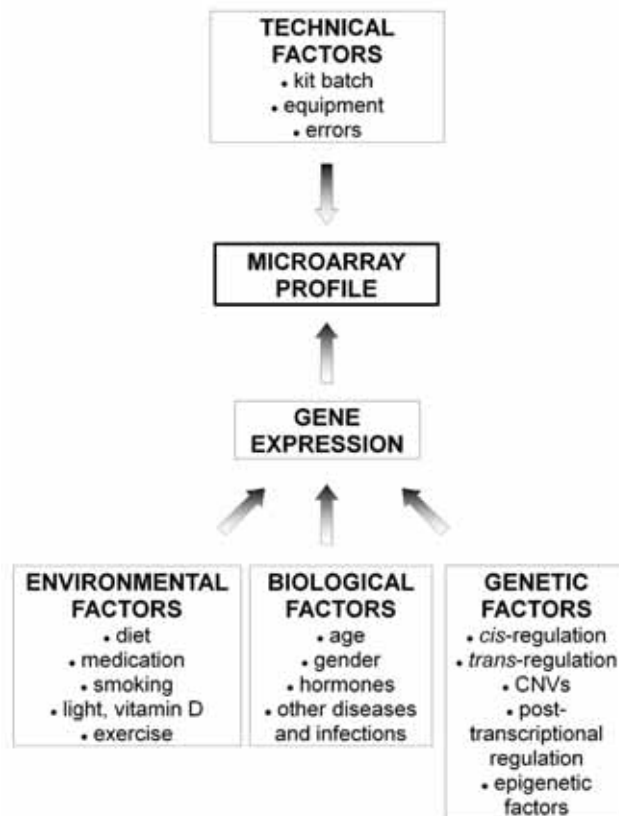 TECHNICAL
FACTORS
• kit batch
• equipment
• errors
MICROARRAY
PROFILE
GENE
EXPRESSION
ENVIRONMENTAL
FACTORS
• diet
• medication
• smoking
• light, vitamin D
• exercise
BIOLOGICAL
FACTORS
• age
• gender
• hormones
• other diseases
and infections
GENETIC
FACTORS
• cis-regulation
• trans-regulation
• CNVs
• post-
transcriptional
regulation
• epigenetic
factors